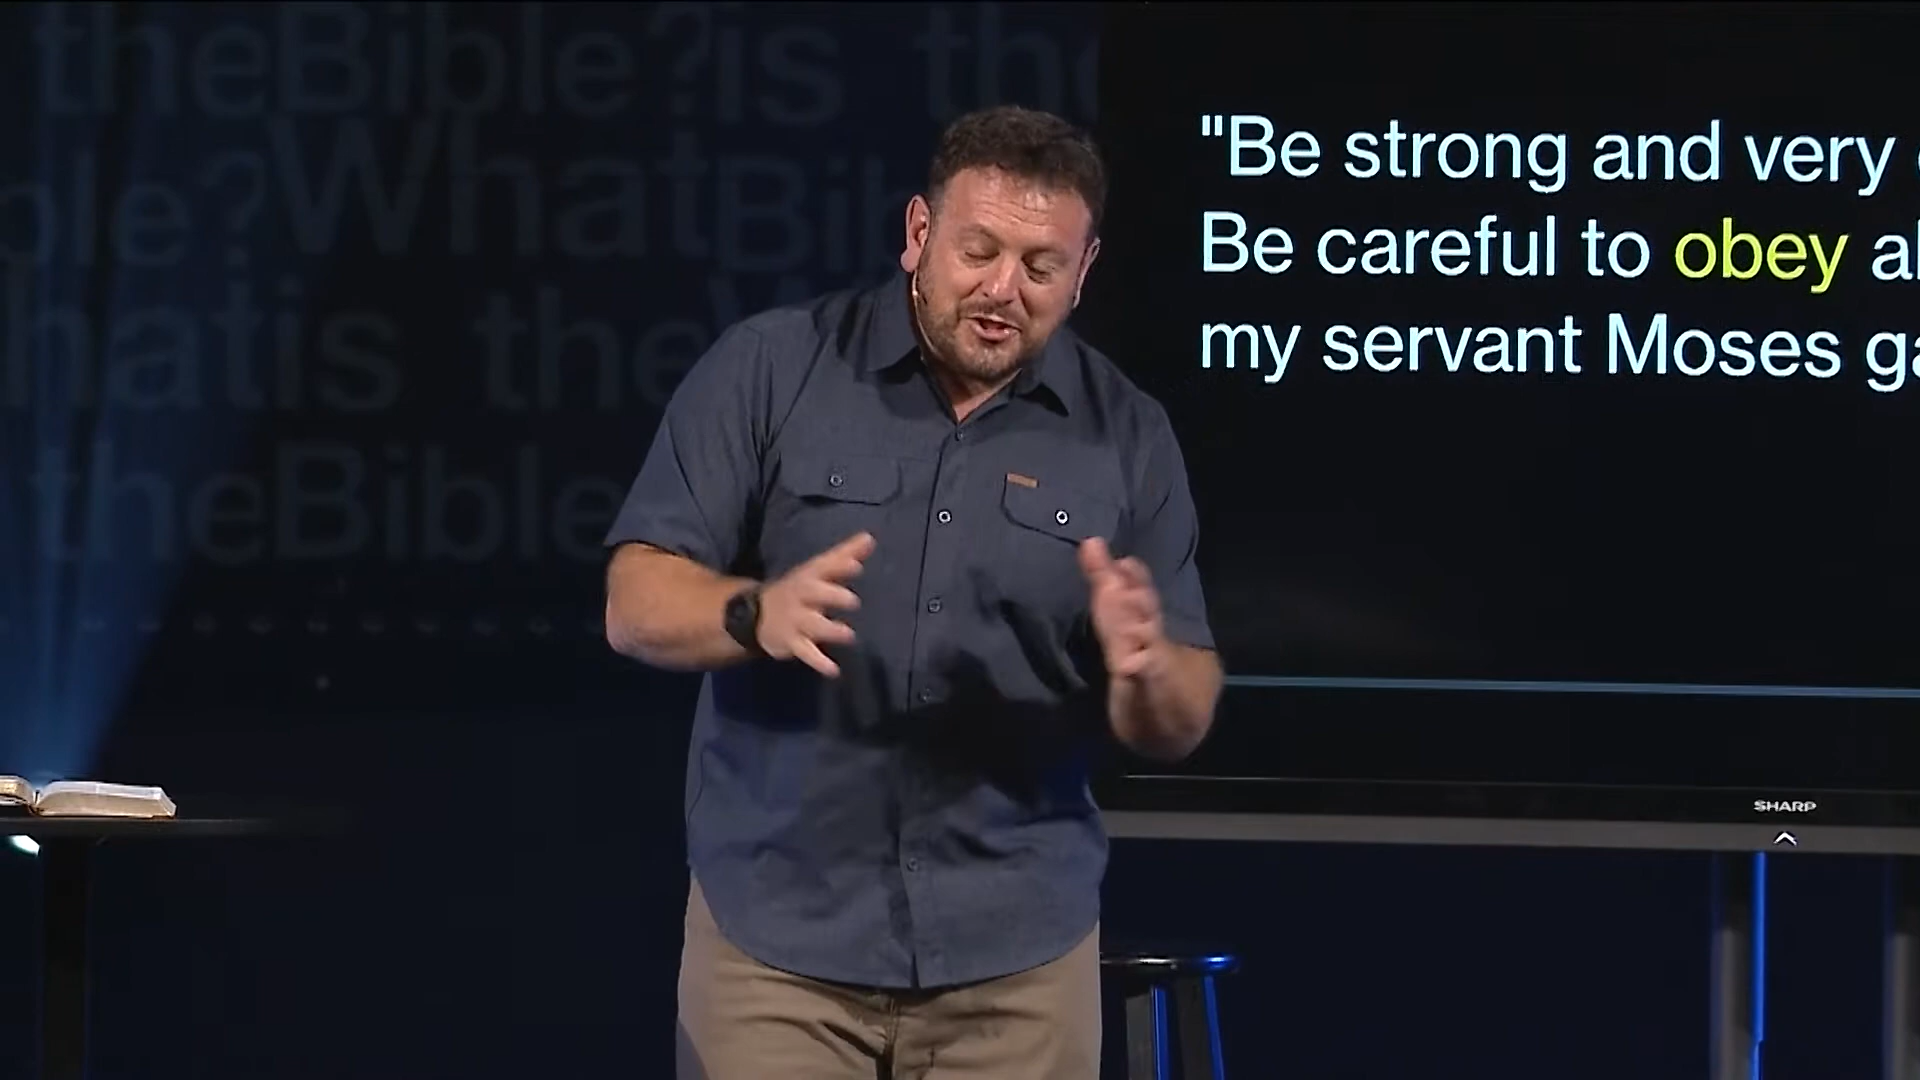 theBible?is the
ble?WhatBib
hatis the
theBible
"Be strong and very
Be careful to obey
my servant Moses
SHARP